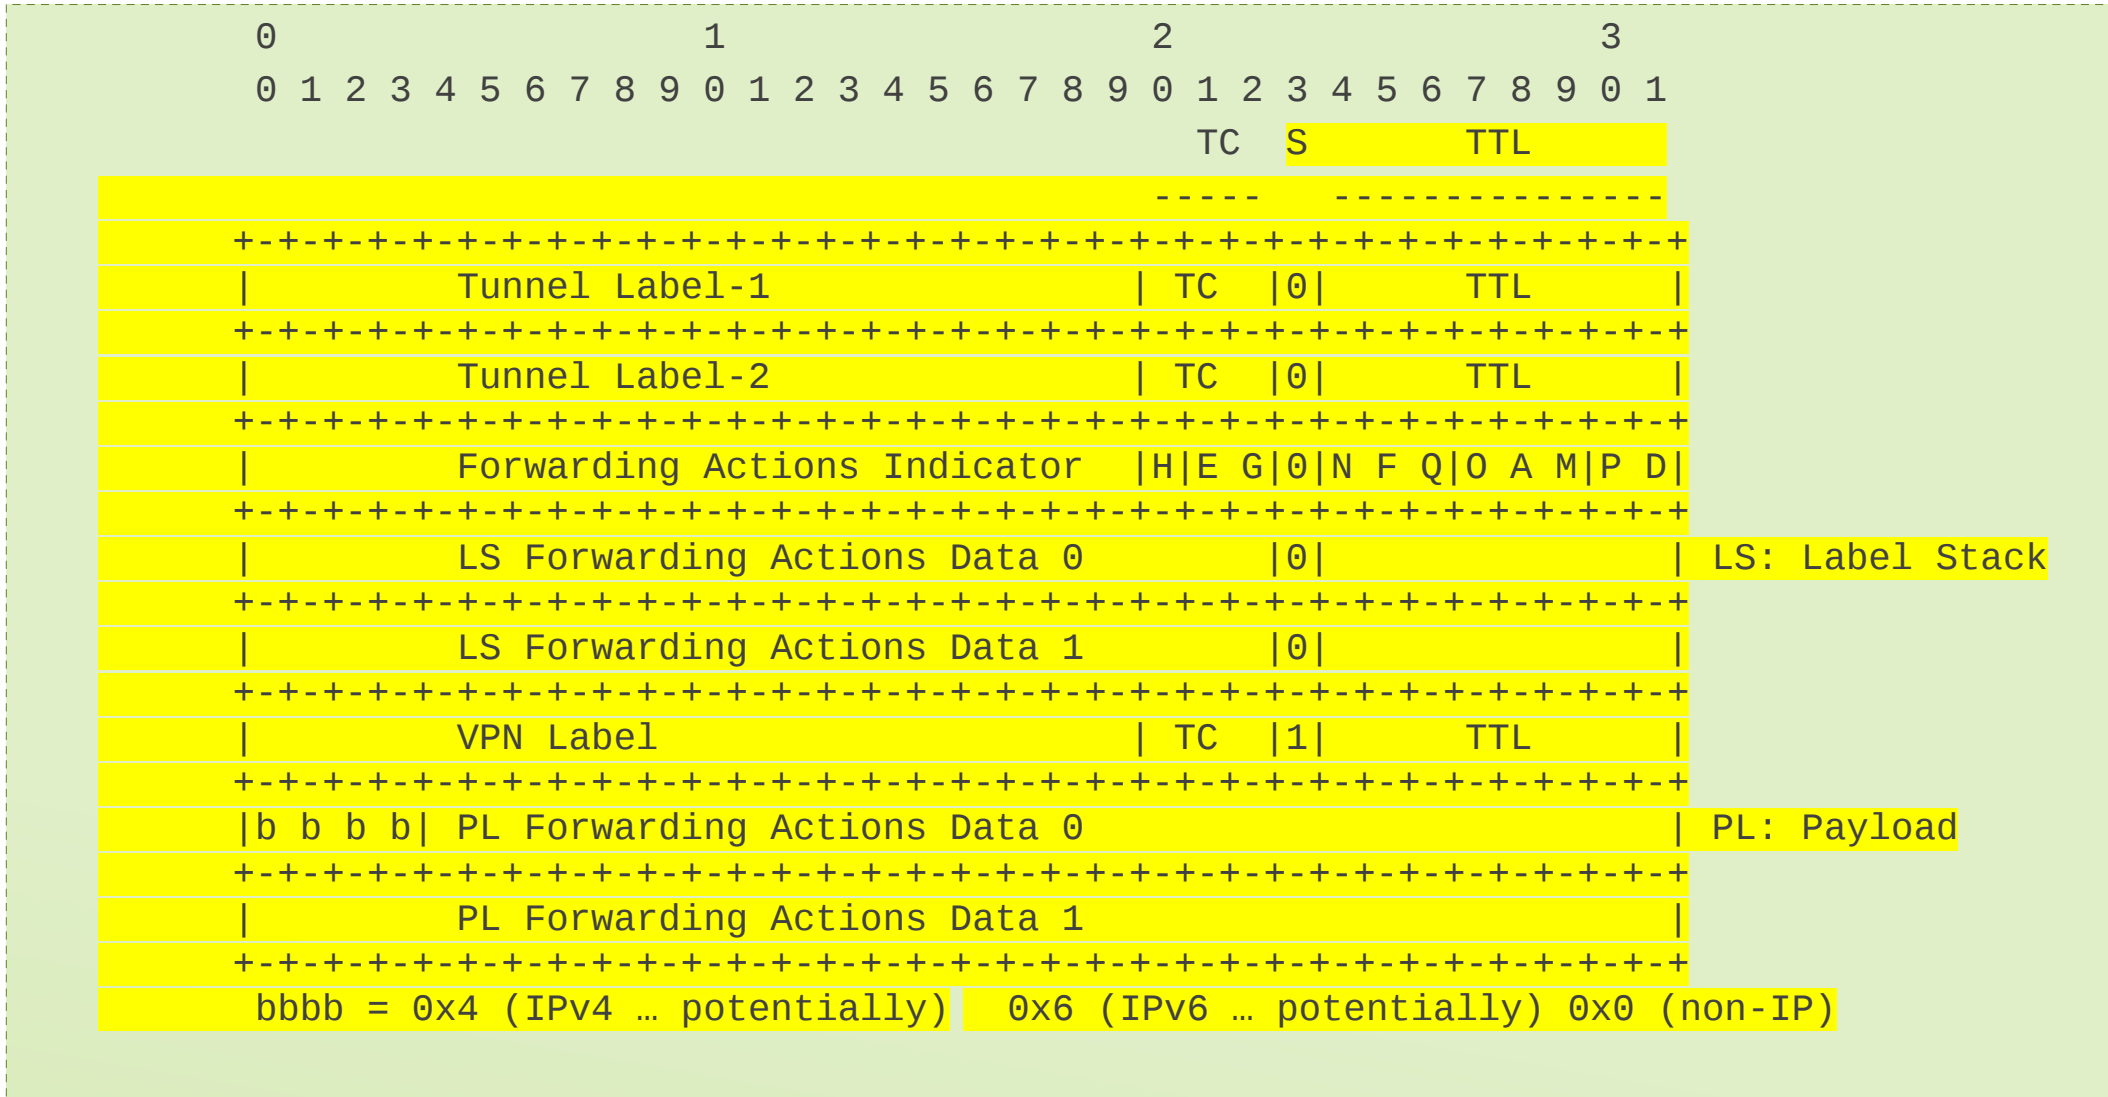 0                   1                   2                   3
0 1 2 3 4 5 6 7 8 9 0 1 2 3 4 5 6 7 8 9 0 1 2 3 4 5 6 7 8 9 0 1
TC  S       TTL
-----   ---------------
+-+-+-+-+-+-+-+-+-+-+-+-+-+-+-+-+-+-+-+-+-+-+-+-+-+-+-+-+-+-+-+-+
|         Tunnel Label-1                | TC  |0|      TTL      |
+-+-+-+-+-+-+-+-+-+-+-+-+-+-+-+-+-+-+-+-+-+-+-+-+-+-+-+-+-+-+-+-+
|         Tunnel Label-2                | TC  |0|      TTL      |
+-+-+-+-+-+-+-+-+-+-+-+-+-+-+-+-+-+-+-+-+-+-+-+-+-+-+-+-+-+-+-+-+
|         Forwarding Actions Indicator  |H|E G|0|N F Q|O A M|P D|
+-+-+-+-+-+-+-+-+-+-+-+-+-+-+-+-+-+-+-+-+-+-+-+-+-+-+-+-+-+-+-+-+
|         LS Forwarding Actions Data 0        |0|               | LS: Label Stack
+-+-+-+-+-+-+-+-+-+-+-+-+-+-+-+-+-+-+-+-+-+-+-+-+-+-+-+-+-+-+-+-+
|         LS Forwarding Actions Data 1        |0|               |
+-+-+-+-+-+-+-+-+-+-+-+-+-+-+-+-+-+-+-+-+-+-+-+-+-+-+-+-+-+-+-+-+
|         VPN Label                     | TC  |1|      TTL      |
+-+-+-+-+-+-+-+-+-+-+-+-+-+-+-+-+-+-+-+-+-+-+-+-+-+-+-+-+-+-+-+-+
|b b b b| PL Forwarding Actions Data 0                          | PL: Payload
+-+-+-+-+-+-+-+-+-+-+-+-+-+-+-+-+-+-+-+-+-+-+-+-+-+-+-+-+-+-+-+-+
|         PL Forwarding Actions Data 1                          |
+-+-+-+-+-+-+-+-+-+-+-+-+-+-+-+-+-+-+-+-+-+-+-+-+-+-+-+-+-+-+-+-+
bbbb = 0x4 (IPv4 … potentially)   0x6 (IPv6 … potentially) 0x0 (non-IP)